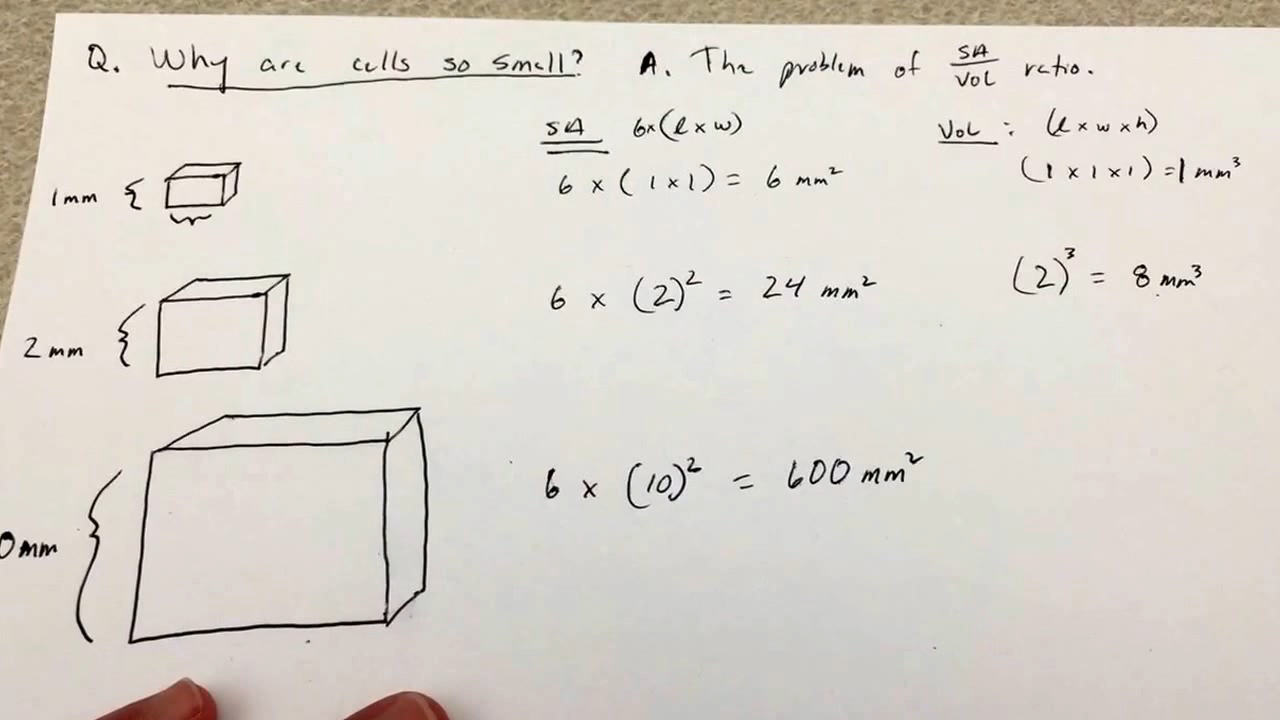 Q. Why are cells so small? A. The problem of SA/VOL ratio.
SA 6x(l x w) VOL: (l x w x h)
1mm 6 x (1x1) = 6 mm² (1 x 1 x 1) = 1 mm³
2mm 6 x (2)² = 24 mm² (2)³ = 8 mm³
0mm 6 x (10)² = 600 mm²